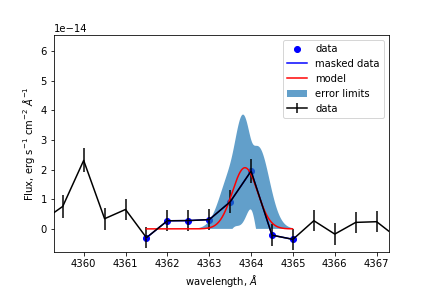 1e−14
data
masked data
model
error limits
data
Flux, erg s⁻¹ cm⁻² Å⁻¹
6
5
4
3
2
1
0
4360 4361 4362 4363 4364 4365 4366 4367
wavelength, Å